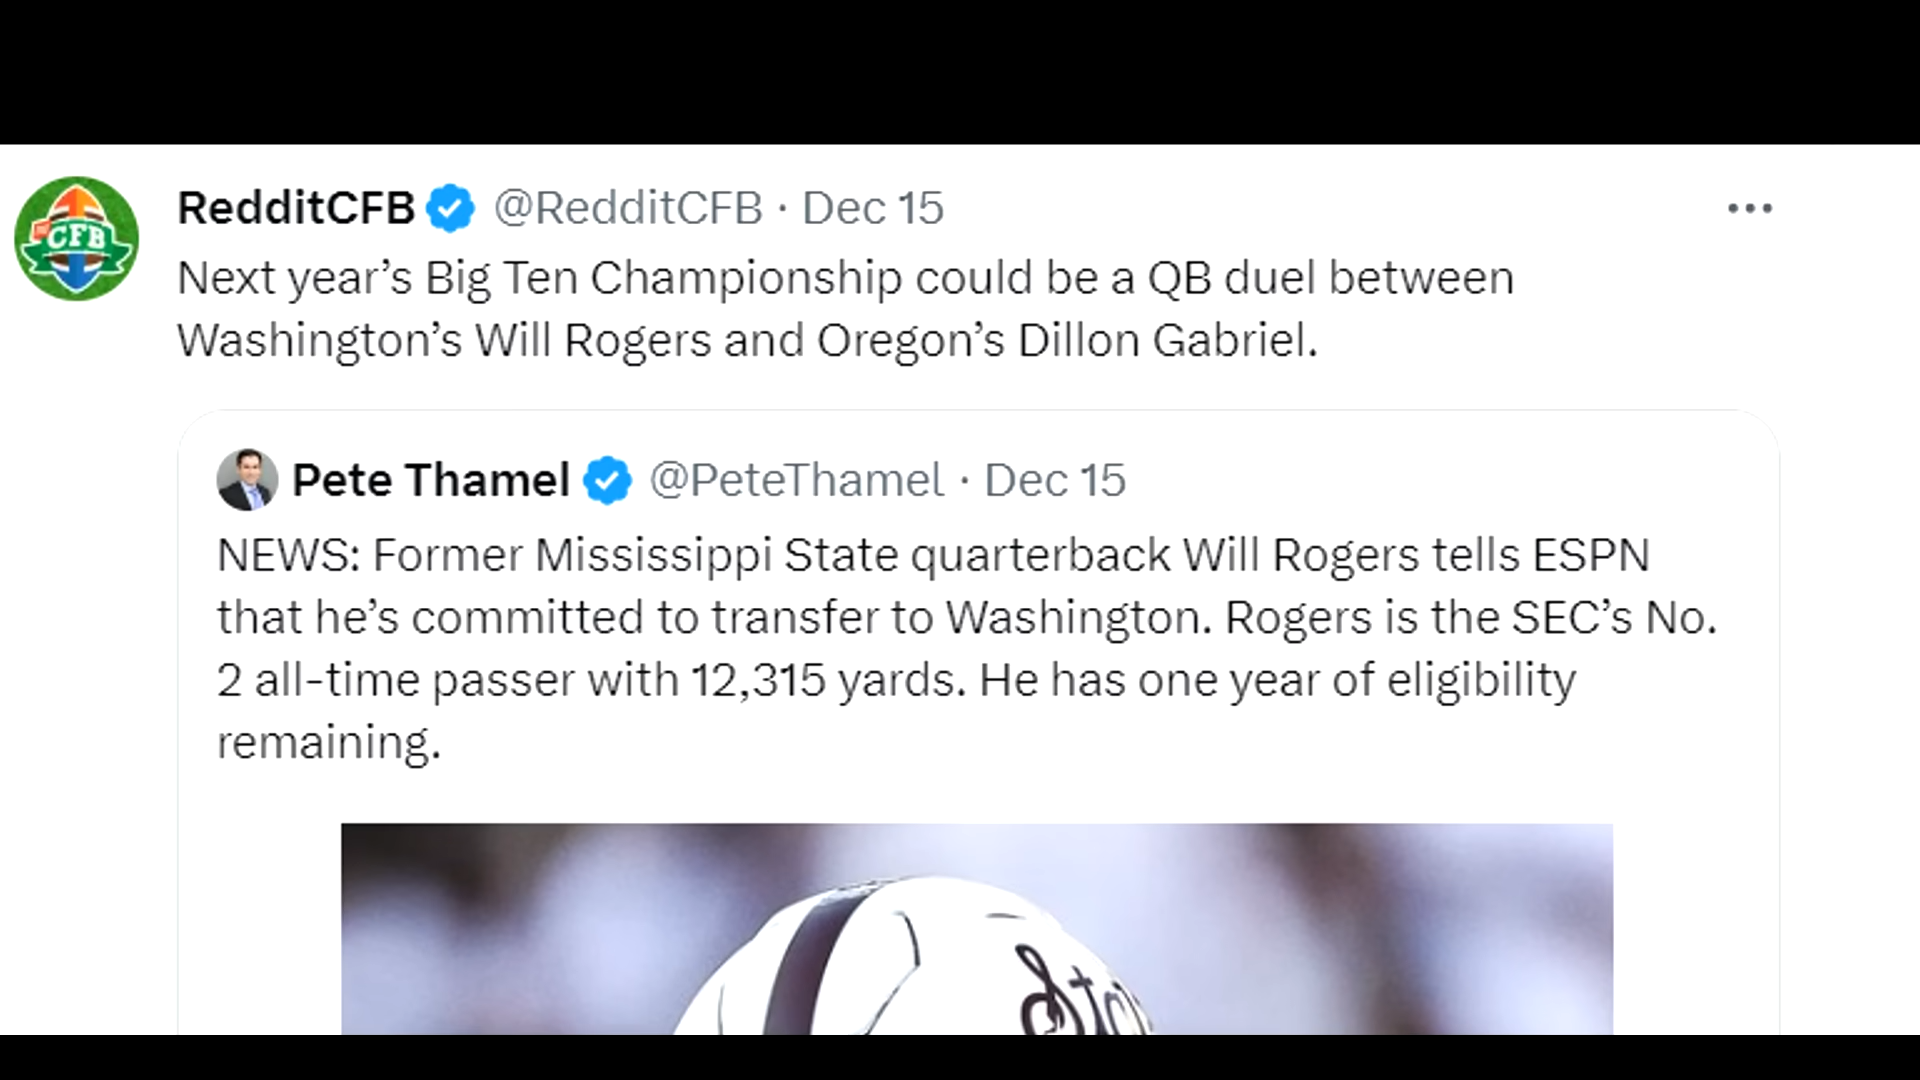 RedditCFB @RedditCFB · Dec 15
Next year’s Big Ten Championship could be a QB duel between
Washington’s Will Rogers and Oregon’s Dillon Gabriel.
CFB
Pete Thamel @PeteThamel · Dec 15
NEWS: Former Mississippi State quarterback Will Rogers tells ESPN
that he’s committed to transfer to Washington. Rogers is the SEC’s No.
2 all-time passer with 12,315 yards. He has one year of eligibility
remaining.